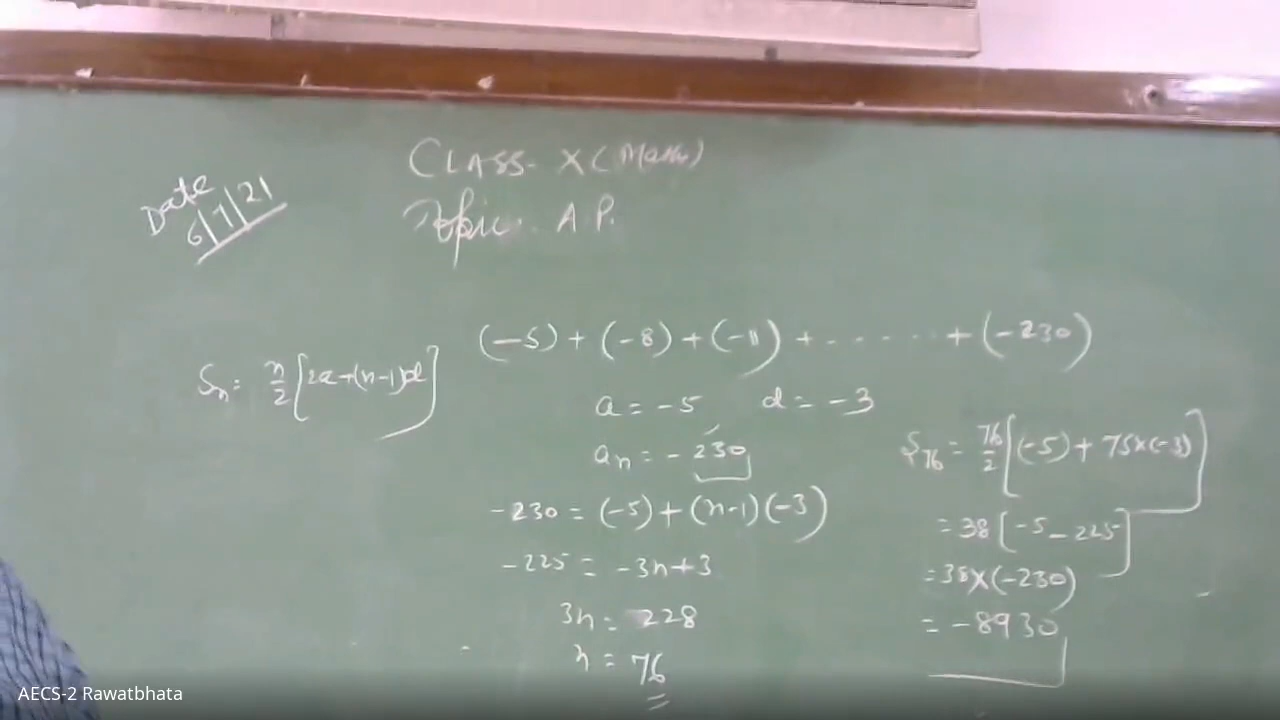 CLASS- X (Maths)
Date
6/7/21
Topic. A P.
(-5) + (-8) + (-11) + ....... + (-230)
Sn = n/2 [2a+(n-1)d]
a = -5 d = -3
an = -230
-230 = (-5) + (n-1)(-3)
-225 = -3n+3
3n = 228
n = 76
S76 = 76/2 [(-5) + 75x(-3)]
= 38 [-5 - 225]
= 38x(-230)
= -8930
AECS-2 Rawatbhata